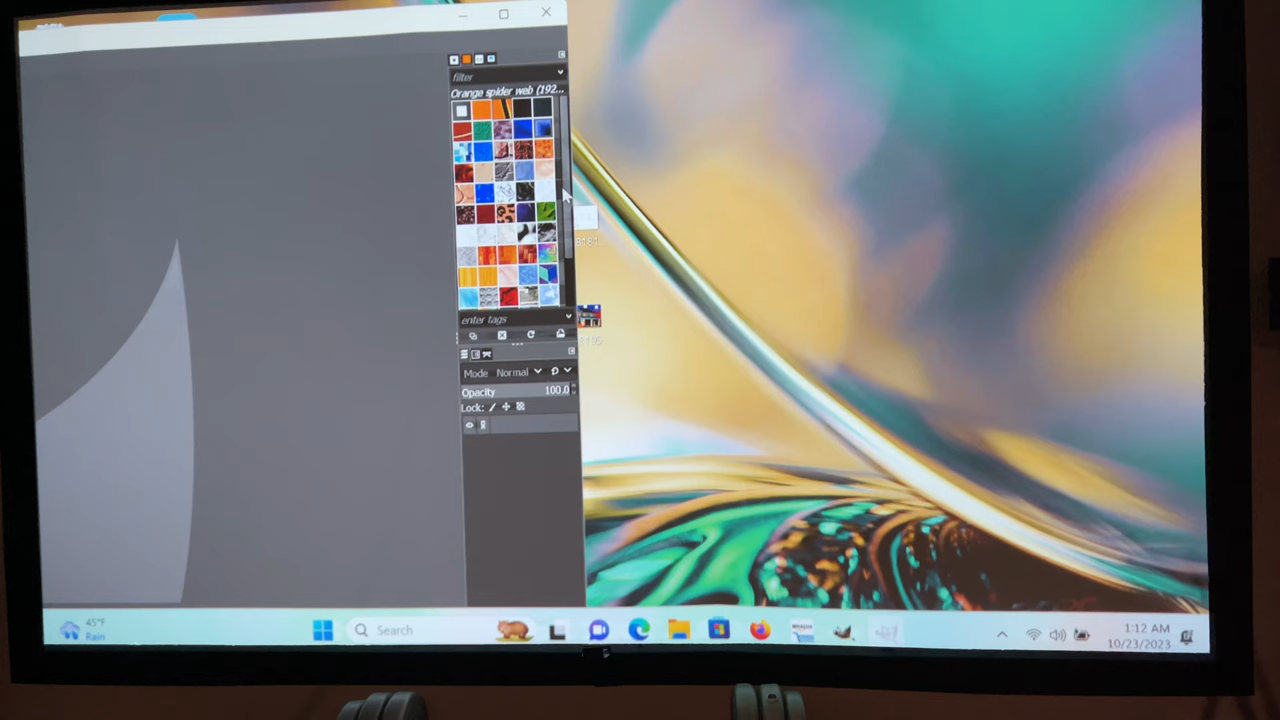 filter
Orange spider web (192...
enter tags
Mode Normal
Opacity 100.0
Lock:
45°F
Rain
Search
amazon
1:12 AM
10/23/2023